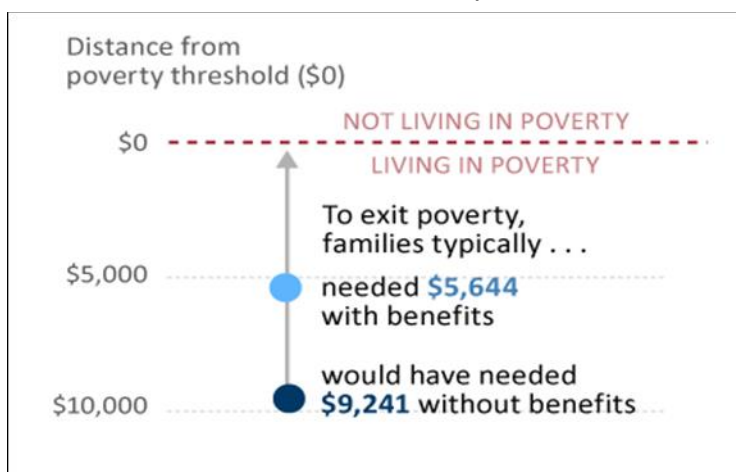 Distance from
poverty threshold ($0)
NOT LIVING IN POVERTY
$0
LIVING IN POVERTY
To exit poverty,
families typically . . .
$5,000
needed $5,644
with benefits
would have needed
$10,000
$9,241 without benefits